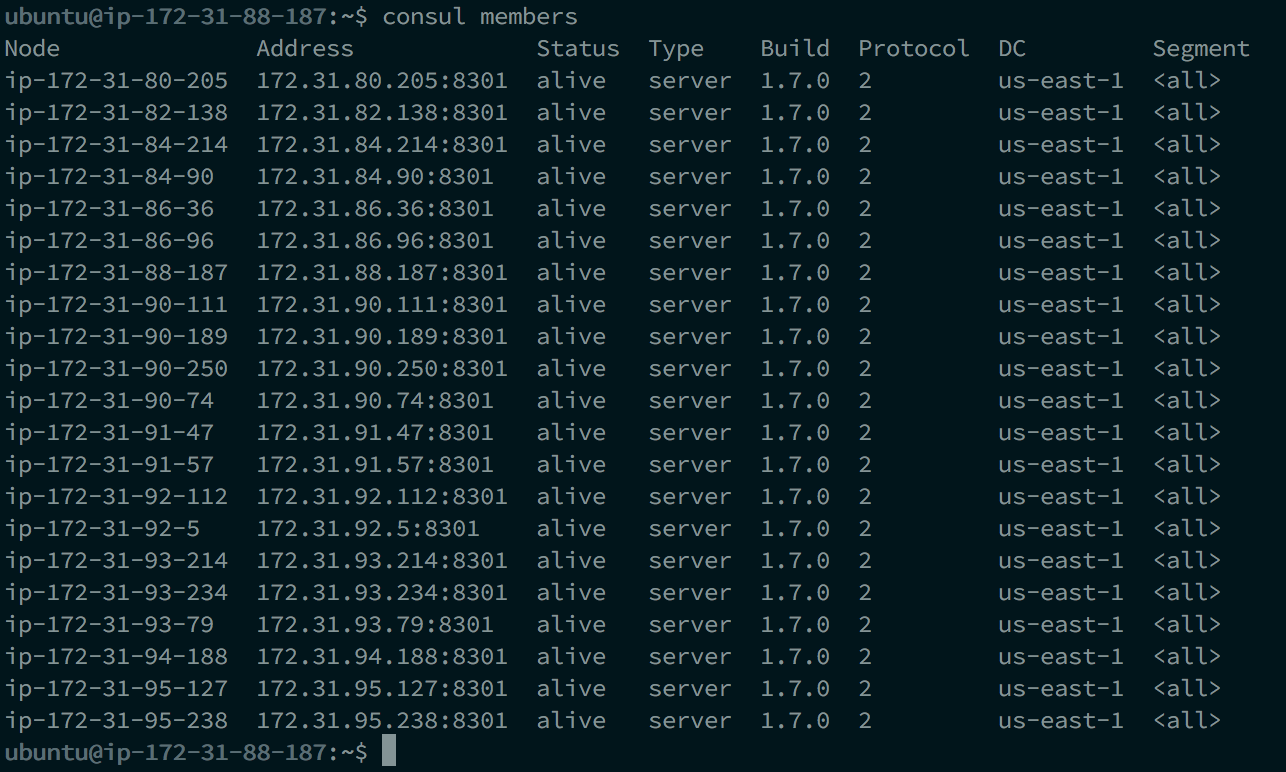 ubuntu@ip-172-31-88-187:~$ consul members
Node             Address              Status  Type    Build  Protocol  DC         Segment
ip-172-31-80-205  172.31.80.205:8301  alive   server  1.7.0  2         us-east-1  <all>
ip-172-31-82-138  172.31.82.138:8301  alive   server  1.7.0  2         us-east-1  <all>
ip-172-31-84-214  172.31.84.214:8301  alive   server  1.7.0  2         us-east-1  <all>
ip-172-31-84-90   172.31.84.90:8301   alive   server  1.7.0  2         us-east-1  <all>
ip-172-31-86-36   172.31.86.36:8301   alive   server  1.7.0  2         us-east-1  <all>
ip-172-31-86-96   172.31.86.96:8301   alive   server  1.7.0  2         us-east-1  <all>
ip-172-31-88-187  172.31.88.187:8301  alive   server  1.7.0  2         us-east-1  <all>
ip-172-31-90-111  172.31.90.111:8301  alive   server  1.7.0  2         us-east-1  <all>
ip-172-31-90-189  172.31.90.189:8301  alive   server  1.7.0  2         us-east-1  <all>
ip-172-31-90-250  172.31.90.250:8301  alive   server  1.7.0  2         us-east-1  <all>
ip-172-31-90-74   172.31.90.74:8301   alive   server  1.7.0  2         us-east-1  <all>
ip-172-31-91-47   172.31.91.47:8301   alive   server  1.7.0  2         us-east-1  <all>
ip-172-31-91-57   172.31.91.57:8301   alive   server  1.7.0  2         us-east-1  <all>
ip-172-31-92-112  172.31.92.112:8301  alive   server  1.7.0  2         us-east-1  <all>
ip-172-31-92-5    172.31.92.5:8301    alive   server  1.7.0  2         us-east-1  <all>
ip-172-31-93-214  172.31.93.214:8301  alive   server  1.7.0  2         us-east-1  <all>
ip-172-31-93-234  172.31.93.234:8301  alive   server  1.7.0  2         us-east-1  <all>
ip-172-31-93-79   172.31.93.79:8301   alive   server  1.7.0  2         us-east-1  <all>
ip-172-31-94-188  172.31.94.188:8301  alive   server  1.7.0  2         us-east-1  <all>
ip-172-31-95-127  172.31.95.127:8301  alive   server  1.7.0  2         us-east-1  <all>
ip-172-31-95-238  172.31.95.238:8301  alive   server  1.7.0  2         us-east-1  <all>
ubuntu@ip-172-31-88-187:~$